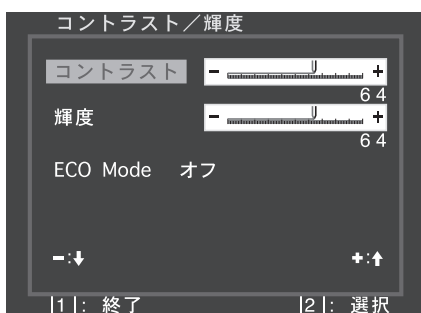 コントラスト／輝度
コントラスト - +
64
輝度 - +
64
ECO Mode オフ
-:↓ +:↑
|1|: 終了 |2|: 選択